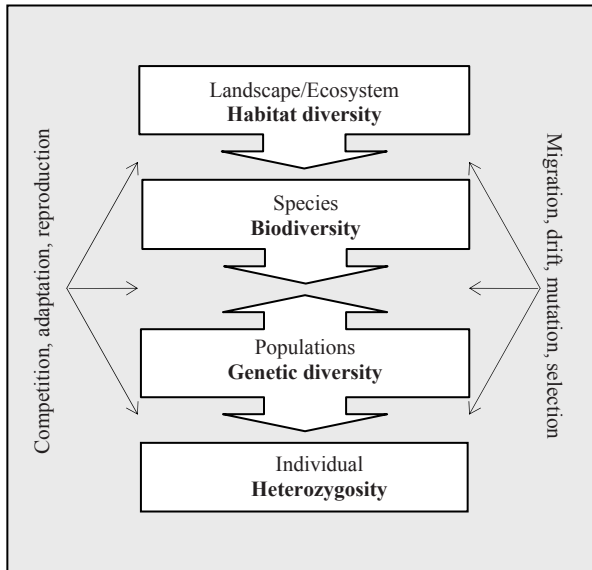 Landscape/Ecosystem
Habitat diversity
Species
Biodiversity
Populations
Genetic diversity
Individual
Heterozygosity
Competition, adaptation, reproduction
Migration, drift, mutation, selection